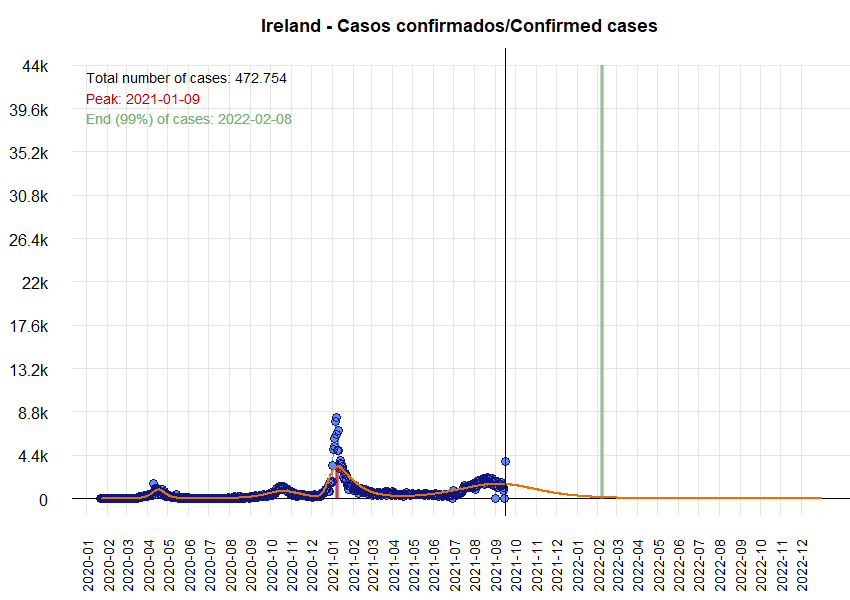 Ireland - Casos confirmados/Confirmed cases
Total number of cases: 472.754
Peak: 2021-01-09
End (99%) of cases: 2022-02-08
44k
39.6k
35.2k
30.8k
26.4k
22k
17.6k
13.2k
8.8k
4.4k
0
2020-01
2020-02
2020-03
2020-04
2020-05
2020-06
2020-07
2020-08
2020-09
2020-10
2020-11
2020-12
2021-01
2021-02
2021-03
2021-04
2021-05
2021-06
2021-07
2021-08
2021-09
2021-10
2021-11
2021-12
2022-01
2022-02
2022-03
2022-04
2022-05
2022-06
2022-07
2022-08
2022-09
2022-10
2022-11
2022-12